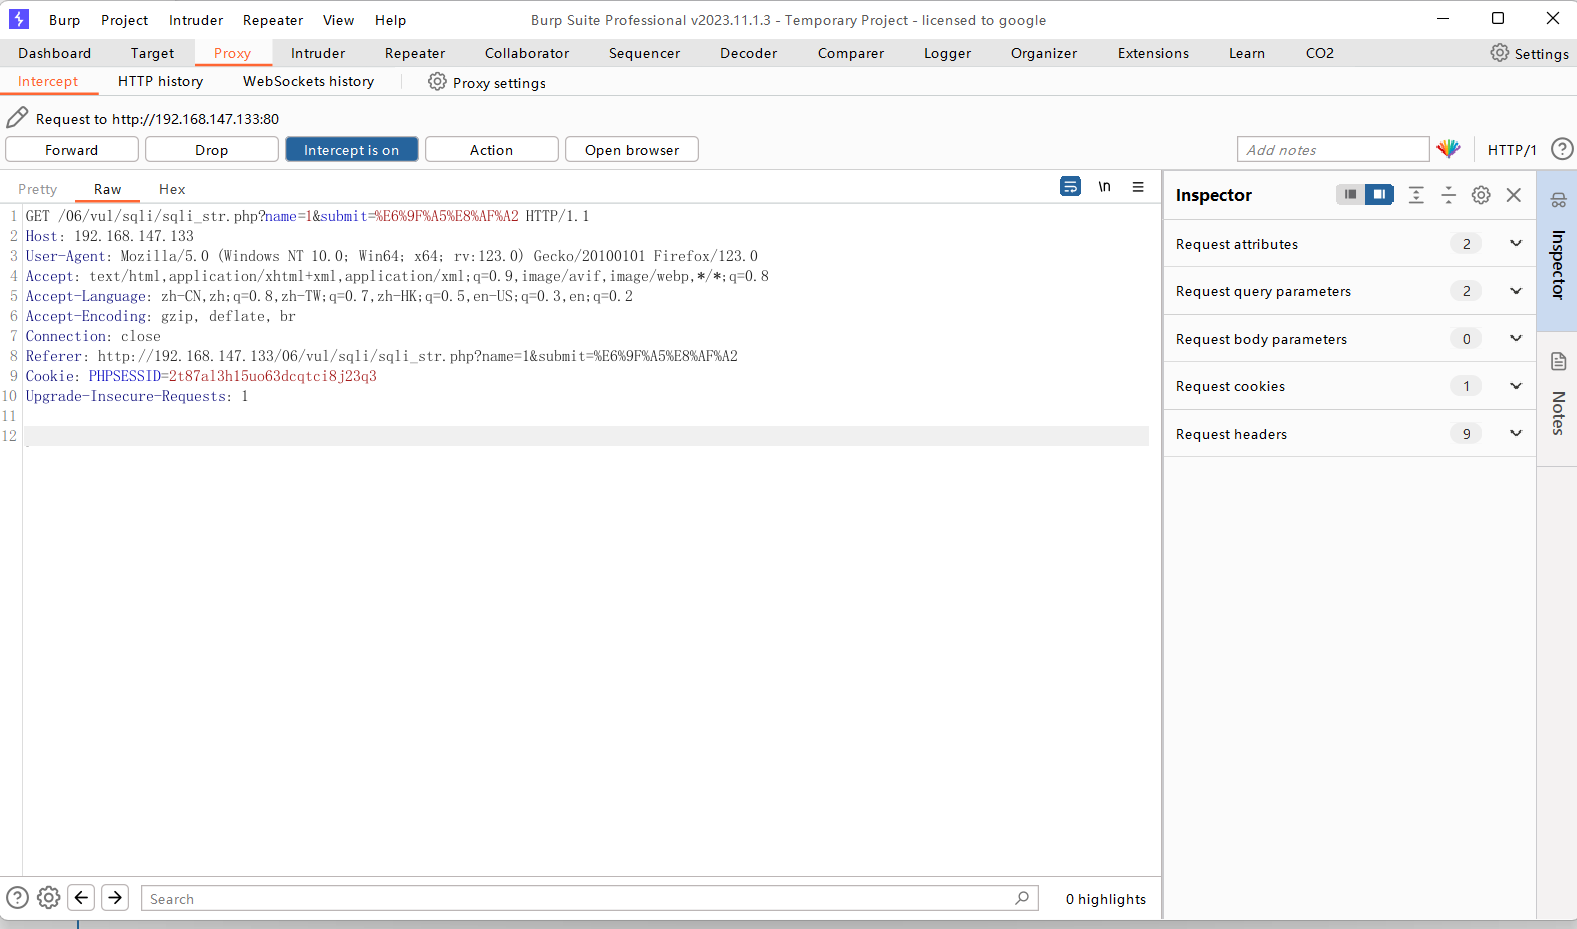 Burp Project Intruder Repeater View Help Burp Suite Professional v2023.11.1.3 - Temporary Project - licensed to google
Dashboard Target Proxy Intruder Repeater Collaborator Sequencer Decoder Comparer Logger Organizer Extensions Learn CO2 Settings
Intercept HTTP history WebSockets history Proxy settings
Request to http://192.168.147.133:80
Forward Drop Intercept is on Action Open browser Add notes HTTP/1 ?
Pretty Raw Hex \n
Inspector
1 GET /06/vul/sqli/sqli_str.php?name=1&submit=%E6%9F%A5%E8%AF%A2 HTTP/1.1
2 Host: 192.168.147.133
3 User-Agent: Mozilla/5.0 (Windows NT 10.0; Win64; x64; rv:123.0) Gecko/20100101 Firefox/123.0
4 Accept: text/html,application/xhtml+xml,application/xml;q=0.9,image/avif,image/webp,*/*;q=0.8
5 Accept-Language: zh-CN,zh;q=0.8,zh-TW;q=0.7,zh-HK;q=0.5,en-US;q=0.3,en;q=0.2
6 Accept-Encoding: gzip, deflate, br
7 Connection: close
8 Referer: http://192.168.147.133/06/vul/sqli/sqli_str.php?name=1&submit=%E6%9F%A5%E8%AF%A2
9 Cookie: PHPSESSID=2t87al3h15uo63dcqtci8j23q3
10 Upgrade-Insecure-Requests: 1
11
12
Request attributes 2
Request query parameters 2
Request body parameters 0
Request cookies 1
Request headers 9
Inspector
Notes
? Search 0 highlights